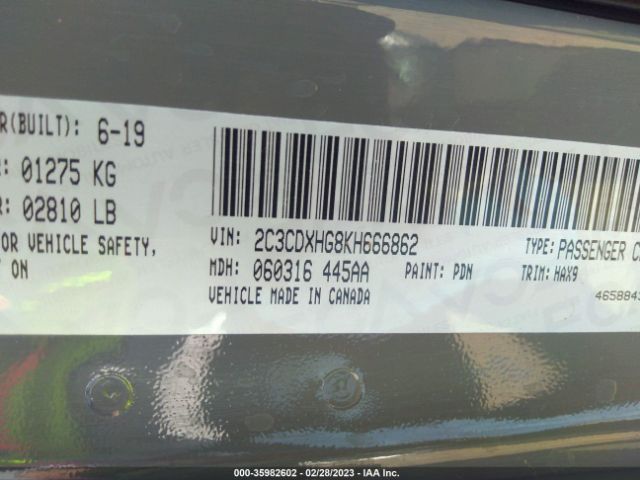 R(BUILT): 6-19
: 01275 KG
R: 02810 LB
OR VEHICLE SAFETY,
T ON
VIN: 2C3CDXHG8KH666862
TYPE: PASSENGER C
MDH: 060316 445AA PAINT: PDN TRIM: HAX9
VEHICLE MADE IN CANADA
465884
000-35982602 - 02/28/2023 - IAA Inc.